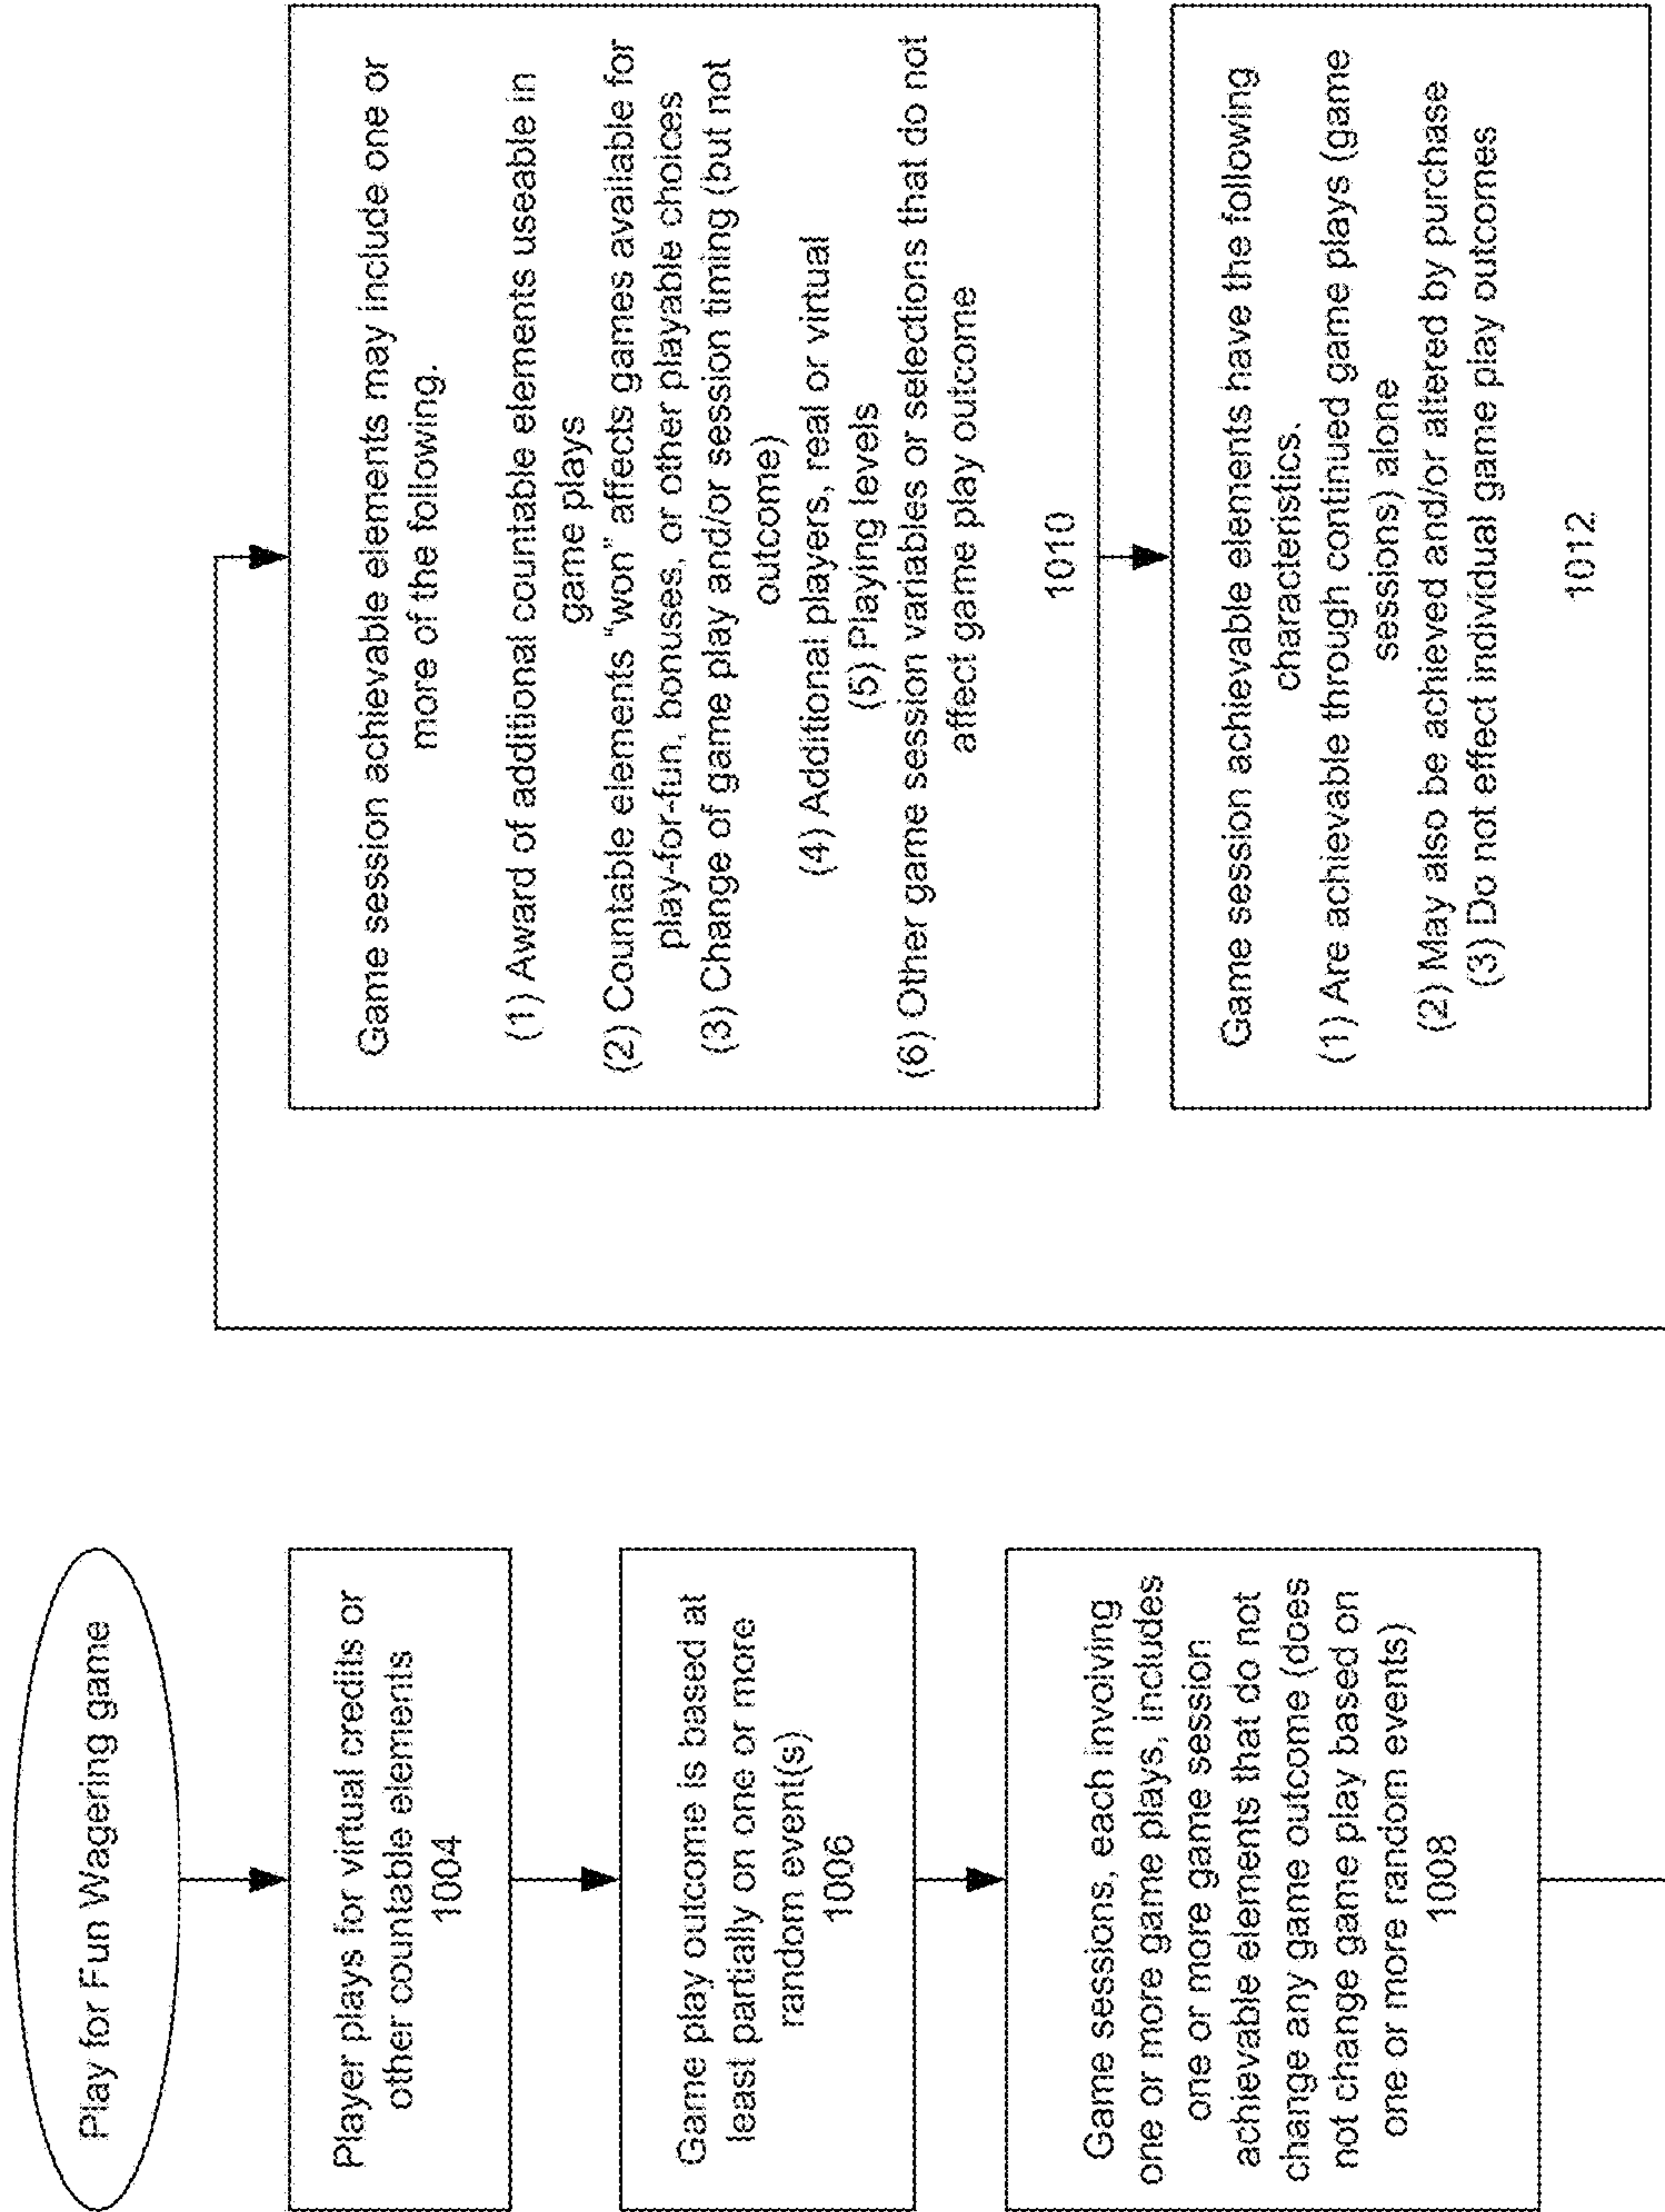 Play for Fun Wagering game
Player plays for virtual credits or
other countable elements
1004
Game play outcome is based at
least partially on one or more
random event(s)
1006
Game sessions, each involving
one or more game plays, includes
one or more game session
achievable elements that do not
change any game outcome (does
not change game play based on
one or more random events)
1008
Game session achievable elements may include one or
more of the following.
(1) Award of additional countable elements useable in
game plays
(2) Countable elements "won" affects games available for
play-for-fun, bonuses, or other playable choices
(3) Change of game play and/or session timing (but not
outcome)
(4) Additional players, real or virtual
(5) Playing levels
(6) Other game session variables or selections that do not
affect game play outcome
1010
Game session achievable elements have the following
characteristics.
(1) Are achievable through continued game plays (game
sessions) alone
(2) May also be achieved and/or altered by purchase
(3) Do not effect individual game play outcomes
1012